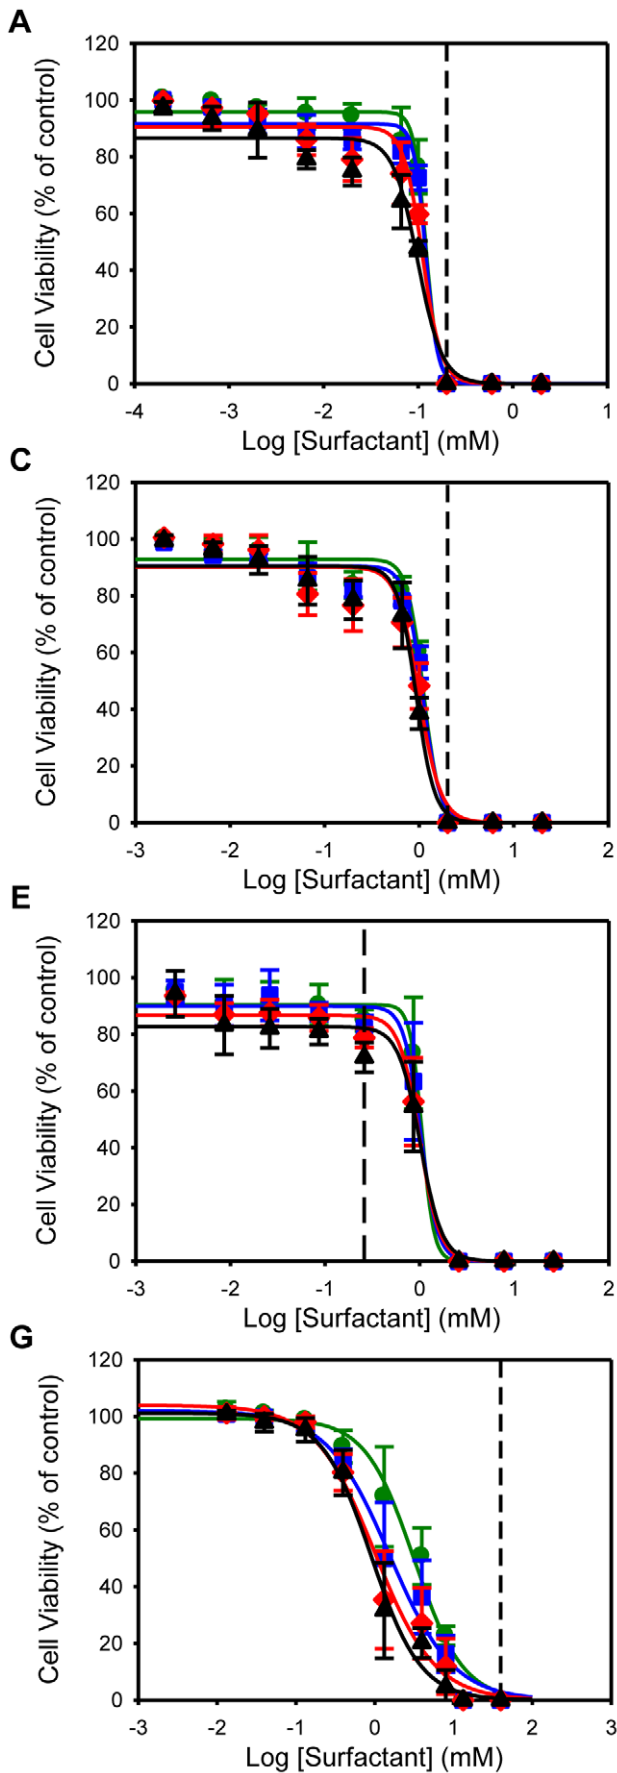 A
Cell Viability (% of control)
120
100
80
60
40
20
0
-4 -3 -2 -1 0 1
Log [Surfactant] (mM)
C
Cell Viability (% of control)
120
100
80
60
40
20
0
-3 -2 -1 0 1 2
Log [Surfactant] (mM)
E
Cell Viability (% of control)
120
100
80
60
40
20
0
-3 -2 -1 0 1 2
Log [Surfactant] (mM)
G
Cell Viability (% of control)
120
100
80
60
40
20
0
-3 -2 -1 0 1 2 3
Log [Surfactant] (mM)